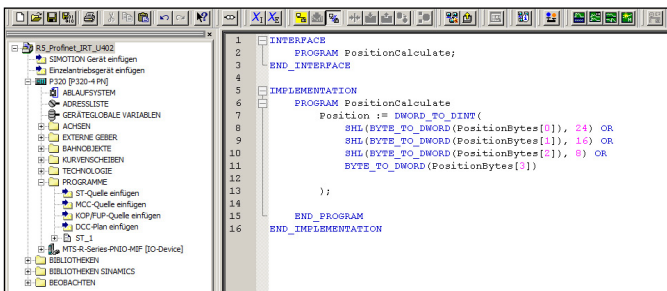 R5_Profinet_IRT_U402
SIMOTION Gerät einfügen
Einzelantriebsgerät einfügen
P320 [P320-4 PN]
ABLAUFSYSTEM
ADRESSLISTE
GERÄTEGLOBALE VARIABLEN
ACHSEN
EXTERNE GEBER
BAHNOBJEKTE
KURVENSCHEIBEN
TECHNOLOGIE
PROGRAMME
ST-Quelle einfügen
MCC-Quelle einfügen
KOP/FUP-Quelle einfügen
DCC-Plan einfügen
ST_1
MTS-R-Series-PNIO-MIF [IO-Device]
BIBLIOTHEKEN
BIBLIOTHEKEN SINAMICS
BEOBACHTEN
1 INTERFACE
2 PROGRAM PositionCalculate;
3 END_INTERFACE
4
5 IMPLEMENTATION
6 PROGRAM PositionCalculate
7 Position := DWORD_TO_DINT(
8 SHL(BYTE_TO_DWORD(PositionBytes[0]), 24) OR
9 SHL(BYTE_TO_DWORD(PositionBytes[1]), 16) OR
10 SHL(BYTE_TO_DWORD(PositionBytes[2]), 8) OR
11 BYTE_TO_DWORD(PositionBytes[3])
12
13 );
14
15 END_PROGRAM
16 END_IMPLEMENTATION